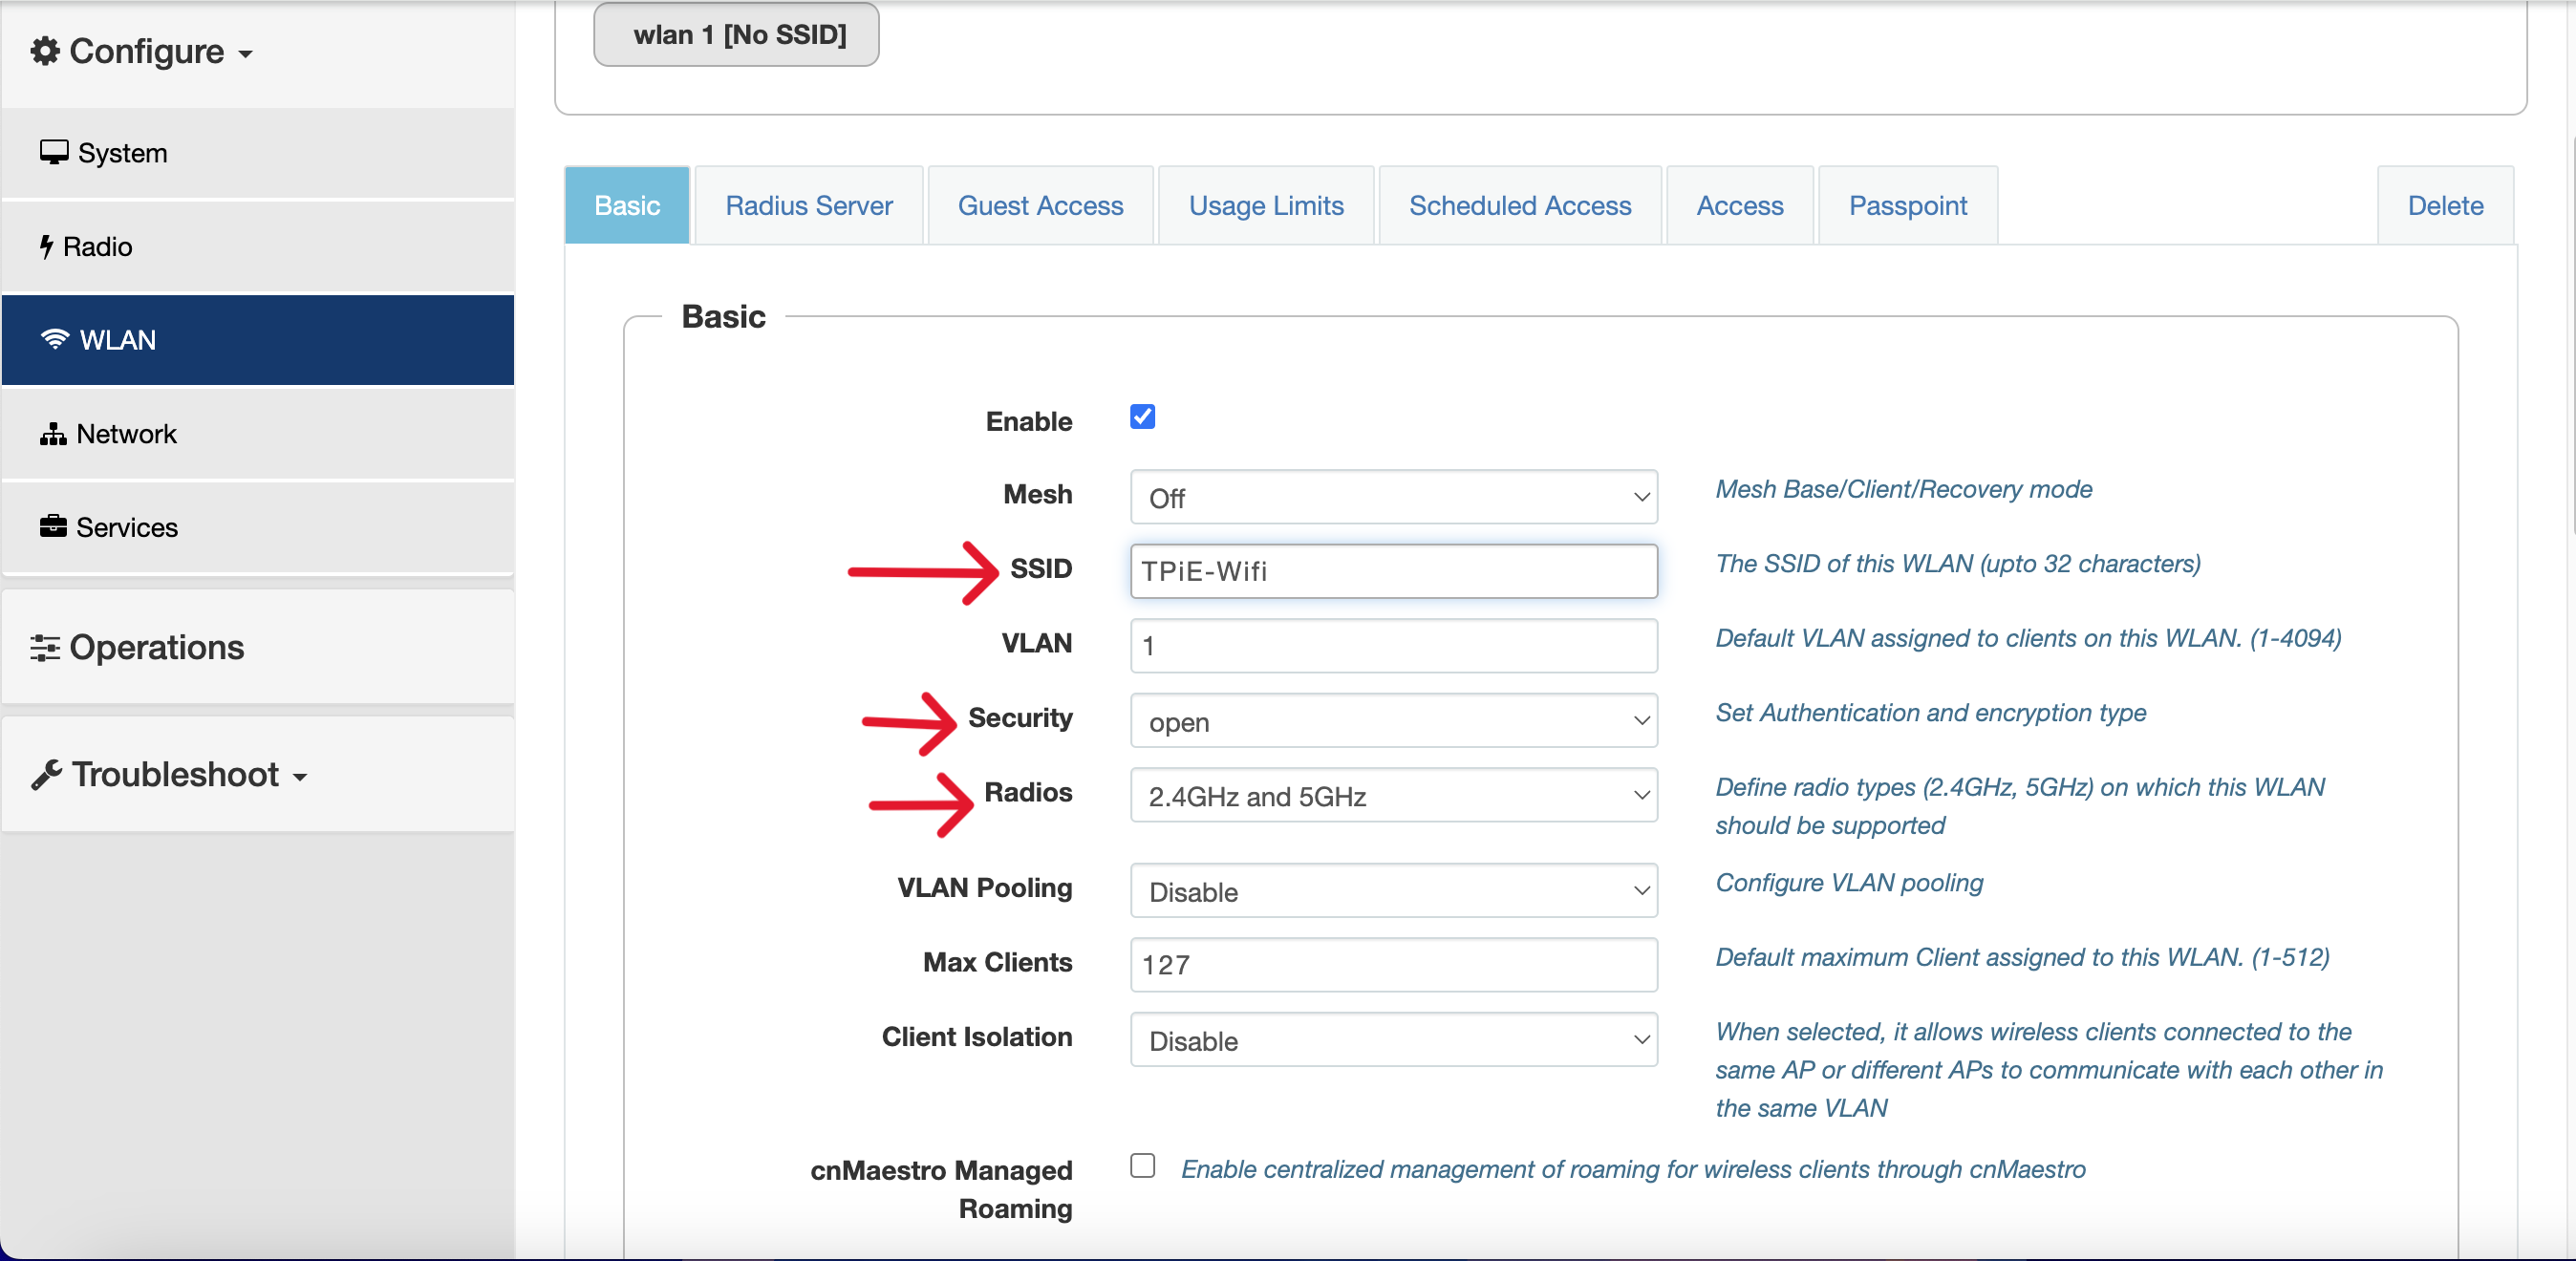 wlan 1 [No SSID]
Configure
System
Radio
WLAN
Network
Services
Operations
Troubleshoot
Basic
Radius Server
Guest Access
Usage Limits
Scheduled Access
Access
Passpoint
Delete
Basic
Enable
Mesh Off Mesh Base/Client/Recovery mode
SSID TPiE-Wifi The SSID of this WLAN (upto 32 characters)
VLAN 1 Default VLAN assigned to clients on this WLAN. (1-4094)
Security open Set Authentication and encryption type
Radios 2.4GHz and 5GHz Define radio types (2.4GHz, 5GHz) on which this WLAN
should be supported
VLAN Pooling Disable Configure VLAN pooling
Max Clients 127 Default maximum Client assigned to this WLAN. (1-512)
Client Isolation Disable When selected, it allows wireless clients connected to the
same AP or different APs to communicate with each other in
the same VLAN
cnMaestro Managed
Roaming
Enable centralized management of roaming for wireless clients through cnMaestro